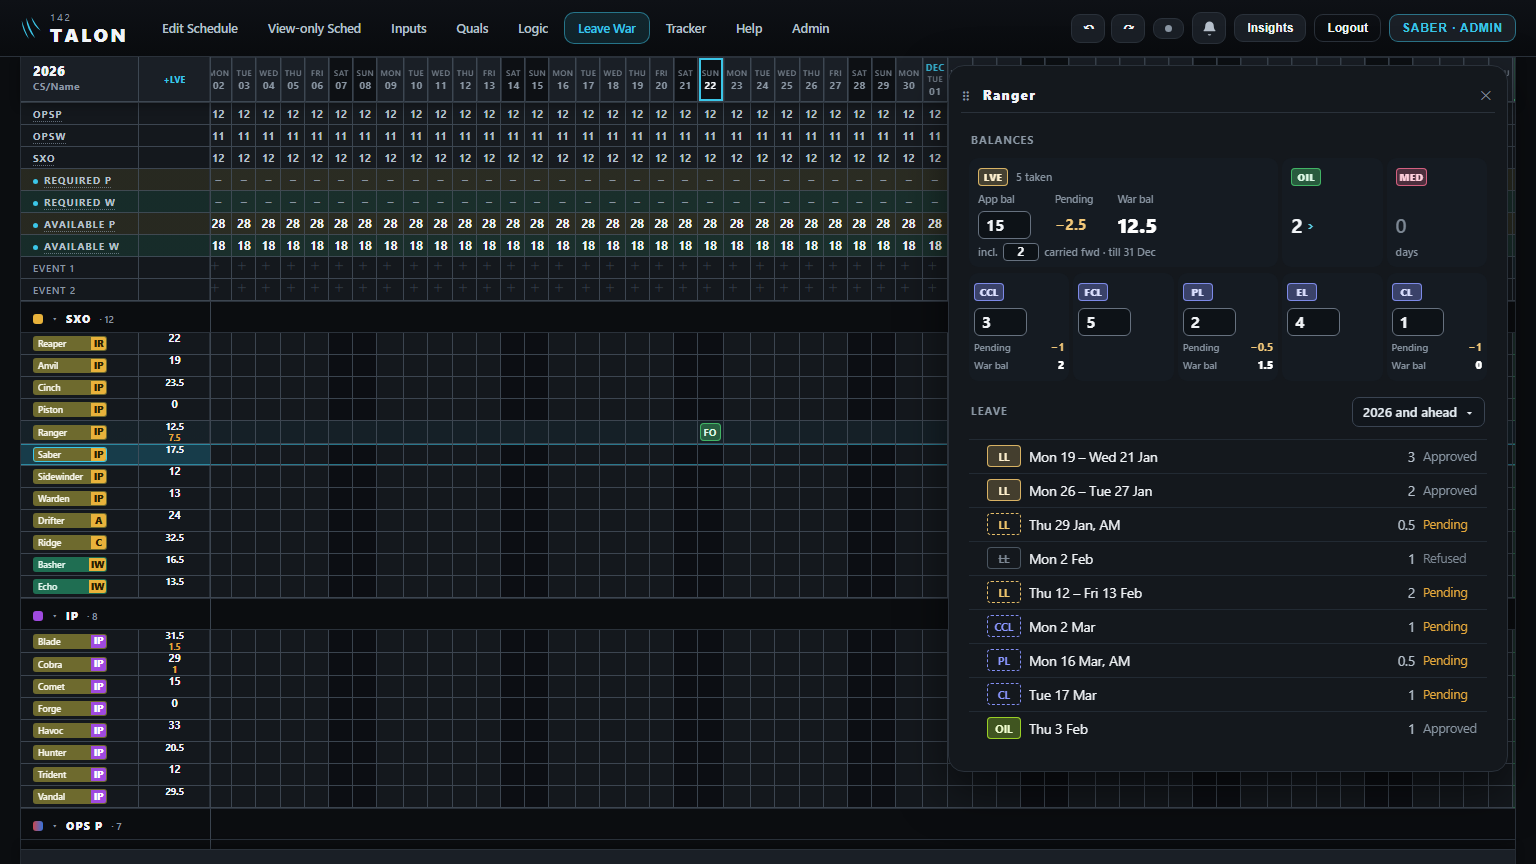 142
TALON
Edit Schedule
View-only Sched
Inputs
Quals
Logic
Leave War
Tracker
Help
Admin
Insights
Logout
SABER · ADMIN
2026
CS/Name
+LVE
MON 02
TUE 03
WED 04
THU 05
FRI 06
SAT 07
SUN 08
MON 09
TUE 10
WED 11
THU 12
FRI 13
SAT 14
SUN 15
MON 16
TUE 17
WED 18
THU 19
FRI 20
SAT 21
SUN 22
MON 23
TUE 24
WED 25
THU 26
FRI 27
SAT 28
SUN 29
MON 30
DEC TUE 01
OPSP 12 12 12 12 12 12 12 12 12 12 12 12 12 12 12 12 12 12 12 12 12 12 12 12 12 12 12 12 12 12
OPSW 11 11 11 11 11 11 11 11 11 11 11 11 11 11 11 11 11 11 11 11 11 11 11 11 11 11 11 11 11 11
SXO 12 12 12 12 12 12 12 12 12 12 12 12 12 12 12 12 12 12 12 12 12 12 12 12 12 12 12 12 12 12
REQUIRED P – – – – – – – – – – – – – – – – – – – – – – – – – – – – – –
REQUIRED W – – – – – – – – – – – – – – – – – – – – – – – – – – – – – –
AVAILABLE P 28 28 28 28 28 28 28 28 28 28 28 28 28 28 28 28 28 28 28 28 28 28 28 28 28 28 28 28 28 28
AVAILABLE W 18 18 18 18 18 18 18 18 18 18 18 18 18 18 18 18 18 18 18 18 18 18 18 18 18 18 18 18 18 18
EVENT 1 + + + + + + + + + + + + + + + + + + + + + + + + + + + + + +
EVENT 2 + + + + + + + + + + + + + + + + + + + + + + + + + + + + + +
SXO · 12
Reaper IR 22
Anvil IP 19
Cinch IP 23.5
Piston IP 0
Ranger IP 12.5 7.5 FO
Saber IP 17.5
Sidewinder IP 12
Warden IP 13
Drifter A 24
Ridge C 32.5
Basher IW 16.5
Echo IW 13.5
IP · 8
Blade IP 31.5 1.5
Cobra IP 29 1
Comet IP 15
Forge IP 0
Havoc IP 33
Hunter IP 20.5
Trident IP 12
Vandal IP 29.5
OPS P · 7
Ranger
BALANCES
LVE 5 taken
App bal Pending War bal
15 −2.5 12.5
incl. 2 carried fwd · till 31 Dec
OIL
2 ›
MED
0
days
CCL
3
Pending −1
War bal 2
FCL
5
PL
2
Pending −0.5
War bal 1.5
EL
4
CL
1
Pending −1
War bal 0
LEAVE
2026 and ahead
LL Mon 19 – Wed 21 Jan 3 Approved
LL Mon 26 – Tue 27 Jan 2 Approved
LL Thu 29 Jan, AM 0.5 Pending
LL Mon 2 Feb 1 Refused
LL Thu 12 – Fri 13 Feb 2 Pending
CCL Mon 2 Mar 1 Pending
PL Mon 16 Mar, AM 0.5 Pending
CL Tue 17 Mar 1 Pending
OIL Thu 3 Feb 1 Approved